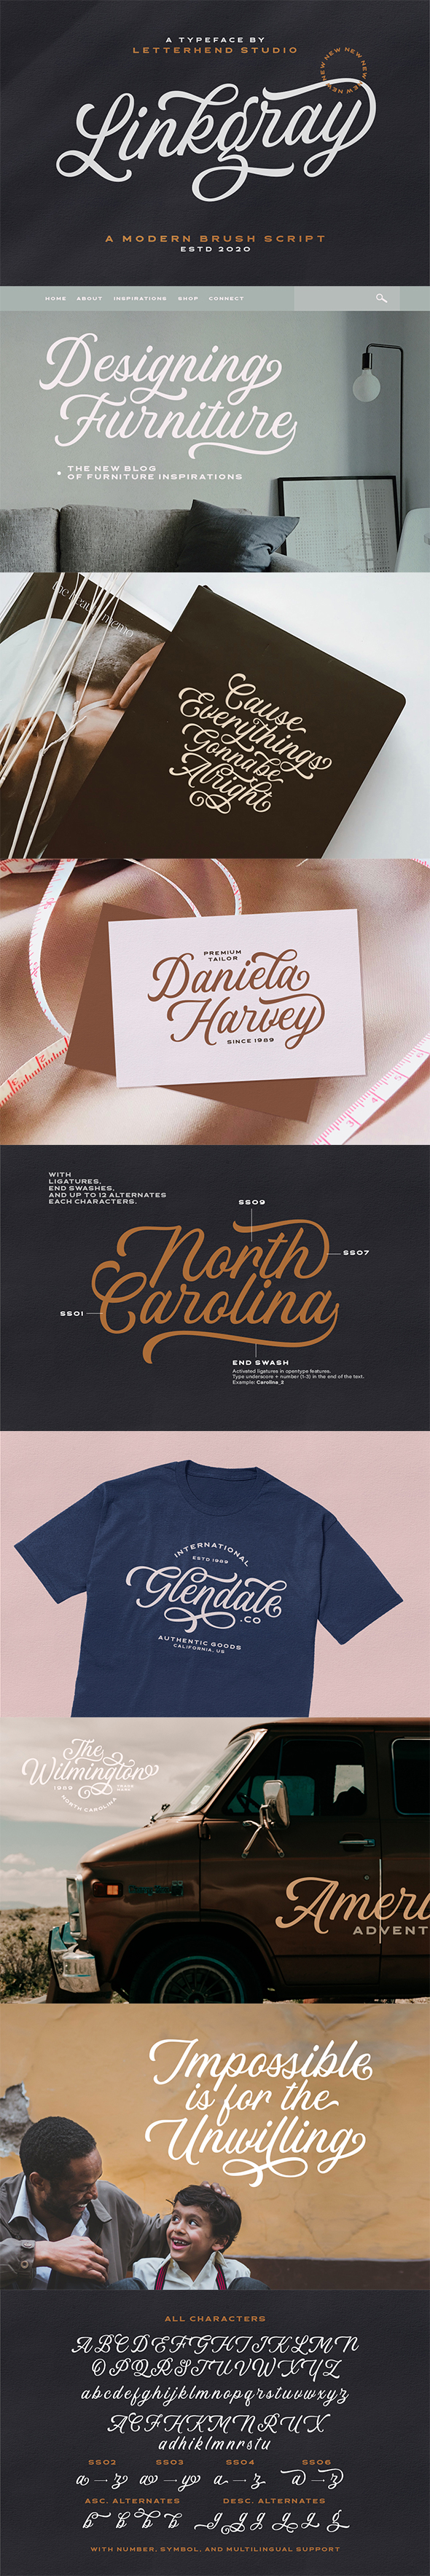 A TYPEFACE BY
LETTERHEND STUDIO
NEW NEW NEW NEW NEW NEW
Linkgray
A MODERN BRUSH SCRIPT
ESTD 2020
HOME ABOUT INSPIRATIONS SHOP CONNECT
Designing
Furniture
THE NEW BLOG
OF FURNITURE INSPIRATIONS
Cause
Everythings
Gonna be
Alright
PREMIUM
TAILOR
Daniela
Harvey
SINCE 1989
WITH
LIGATURES,
END SWASHES,
AND UP TO 12 ALTERNATES
EACH CHARACTERS.
SS09
North
SS07
SS01
Carolina
END SWASH
Activated ligatures in opentype features.
Type underscore + number (1-3) in the end of the text.
Example: Carolina_2
INTERNATIONAL
ESTD 1989
Glendale
.CO
AUTHENTIC GOODS
CALIFORNIA, US
The
Wilmington
1989
NORTH CAROLINA
Ameri
ADVENT
Impossible
is for the
Unwilling
ALL CHARACTERS
ABCDEFGHIJKLMN
OPQRSTUVWXYZ
abcdefghijklmnopqrstuvwxyz
ACFHKMNRUX
adhiklmnrstu
SS02 SS03 SS04 SS06
a → z a → y a → z a → z
ASC. ALTERNATES DESC. ALTERNATES
b b b b g g g g g g
WITH NUMBER, SYMBOL, AND MULTILINGUAL SUPPORT